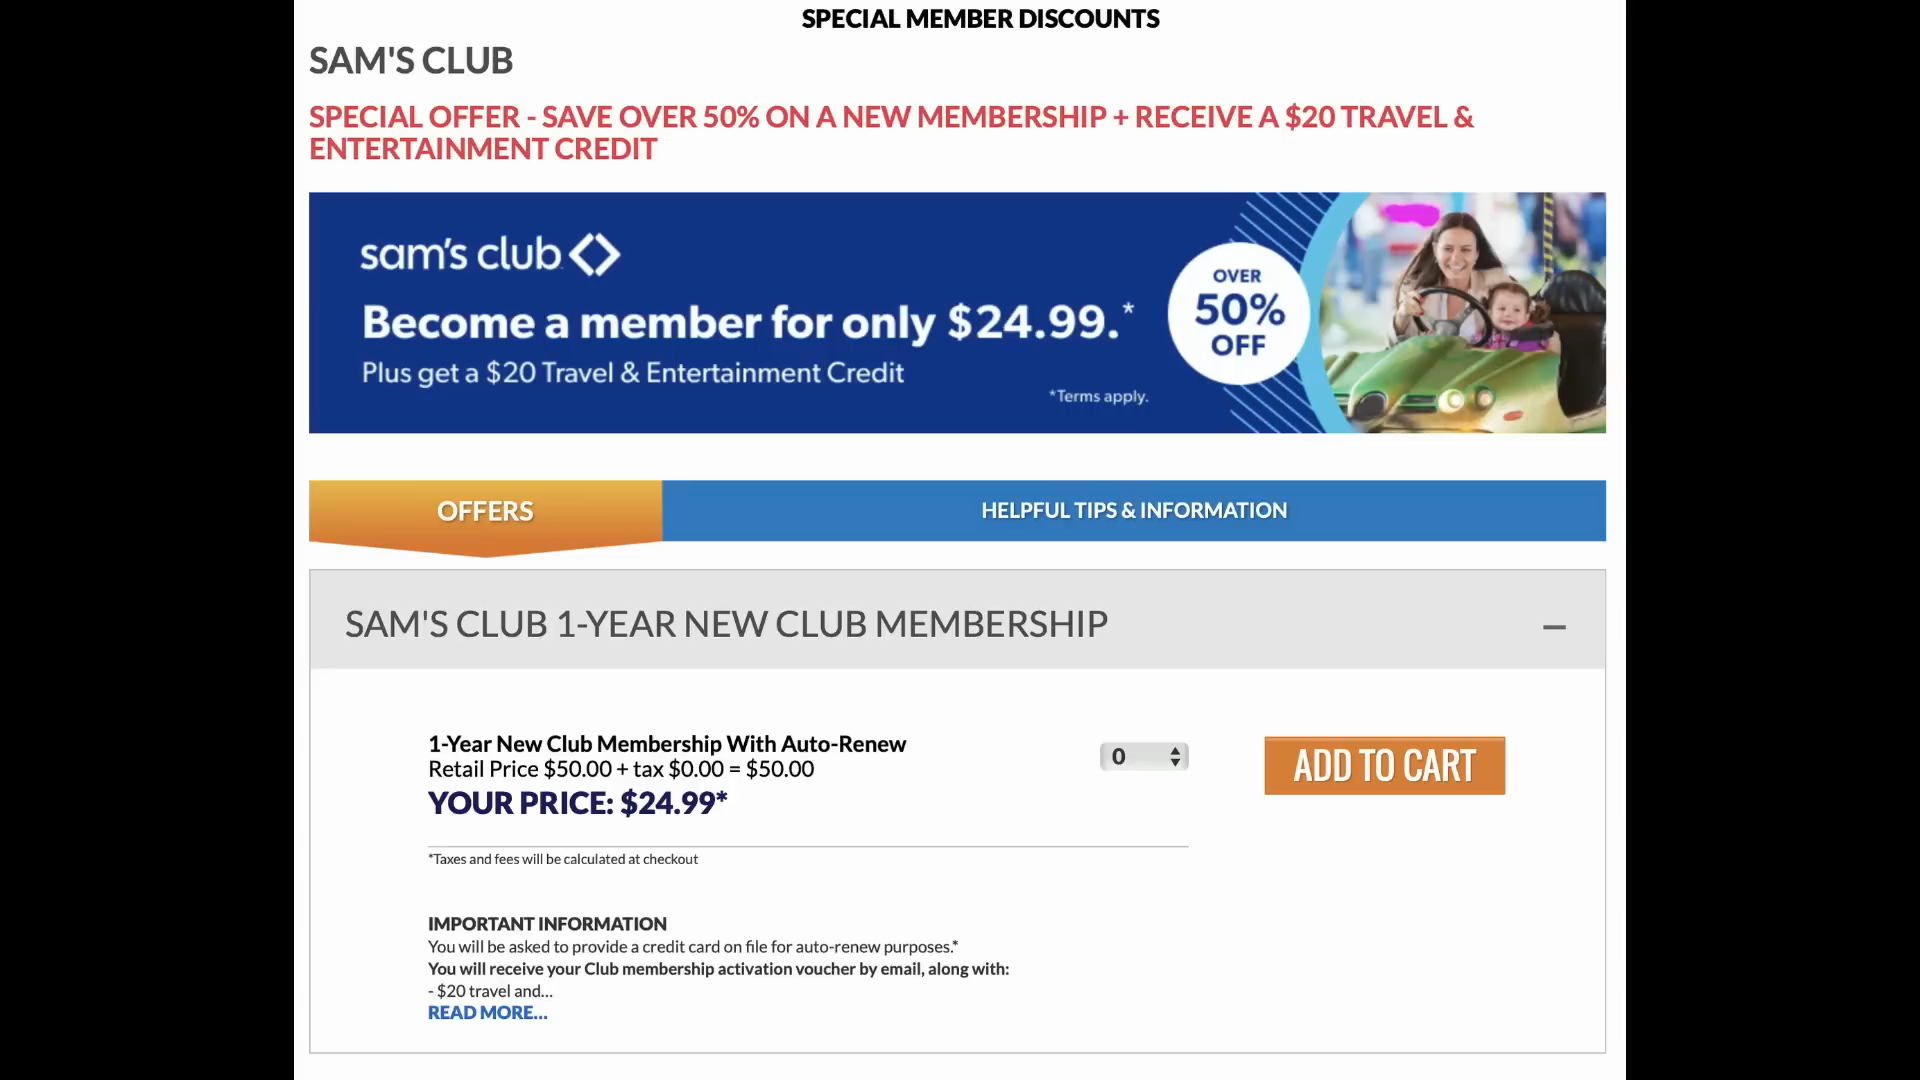 SPECIAL MEMBER DISCOUNTS
SAM'S CLUB
SPECIAL OFFER - SAVE OVER 50% ON A NEW MEMBERSHIP + RECEIVE A $20 TRAVEL &
ENTERTAINMENT CREDIT
sam's club
Become a member for only $24.99.*
Plus get a $20 Travel & Entertainment Credit
*Terms apply.
OVER
50%
OFF
OFFERS
HELPFUL TIPS & INFORMATION
SAM'S CLUB 1-YEAR NEW CLUB MEMBERSHIP
1-Year New Club Membership With Auto-Renew
Retail Price $50.00 + tax $0.00 = $50.00
YOUR PRICE: $24.99*
0
ADD TO CART
*Taxes and fees will be calculated at checkout
IMPORTANT INFORMATION
You will be asked to provide a credit card on file for auto-renew purposes.*
You will receive your Club membership activation voucher by email, along with:
- $20 travel and...
READ MORE...